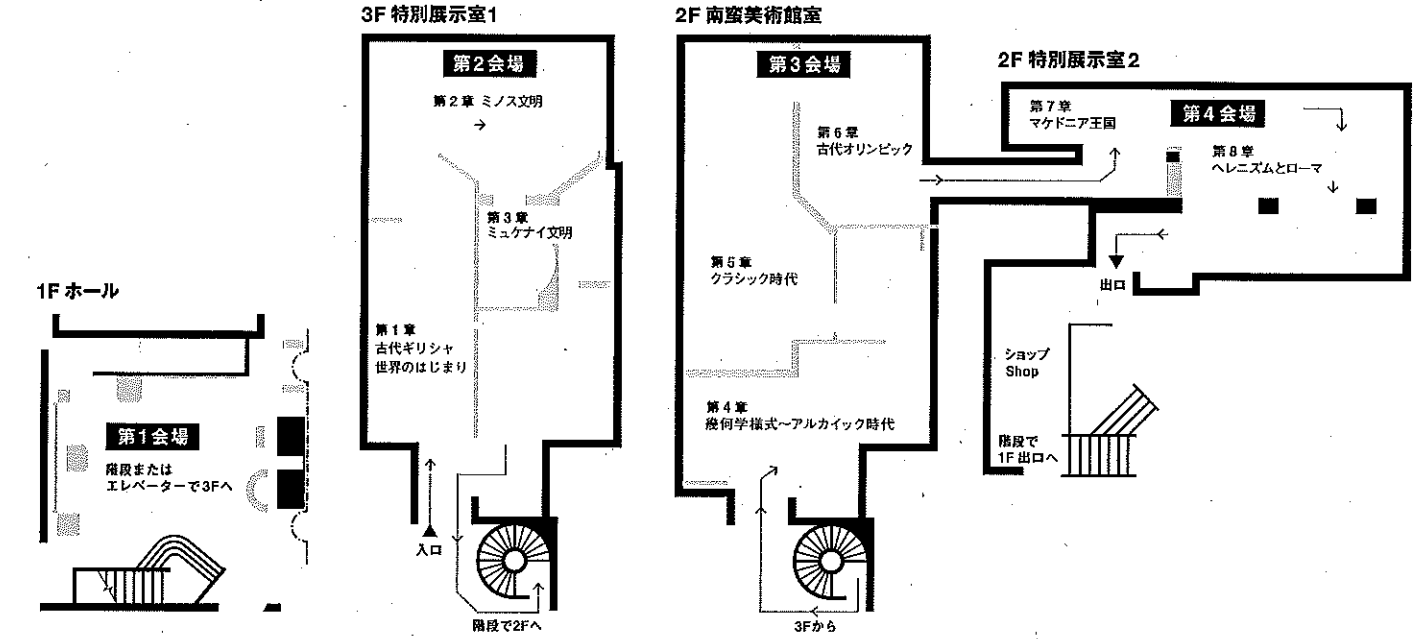 1F ホール
第1会場
階段または
エレベーターで3Fへ
3F 特別展示室1
第2会場
第2章 ミノス文明
第3章
ミュケナイ文明
第1章
古代ギリシャ
世界のはじまり
入口
階段で2Fへ
2F 南蛮美術館室
第3会場
第6章
古代オリンピック
第5章
クラシック時代
第4章
幾何学様式〜アルカイック時代
3Fから
2F 特別展示室2
第7章
マケドニア王国
第4会場
第8章
ヘレニズムとローマ
出口
ショップ
Shop
階段で
1F 出口へ